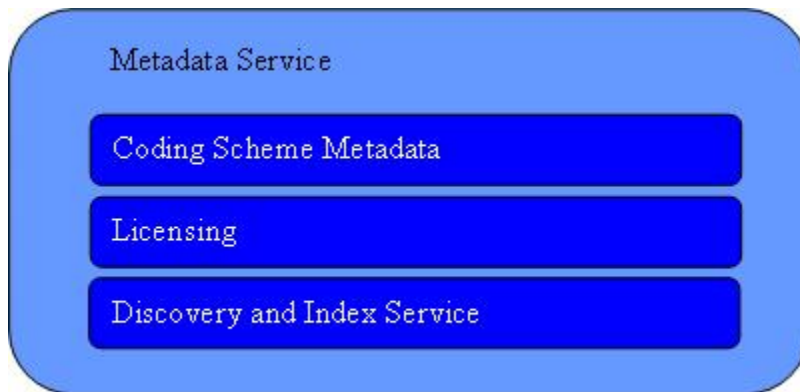 Metadata Service
Coding Scheme Metadata
Licensing
Discovery and Index Service